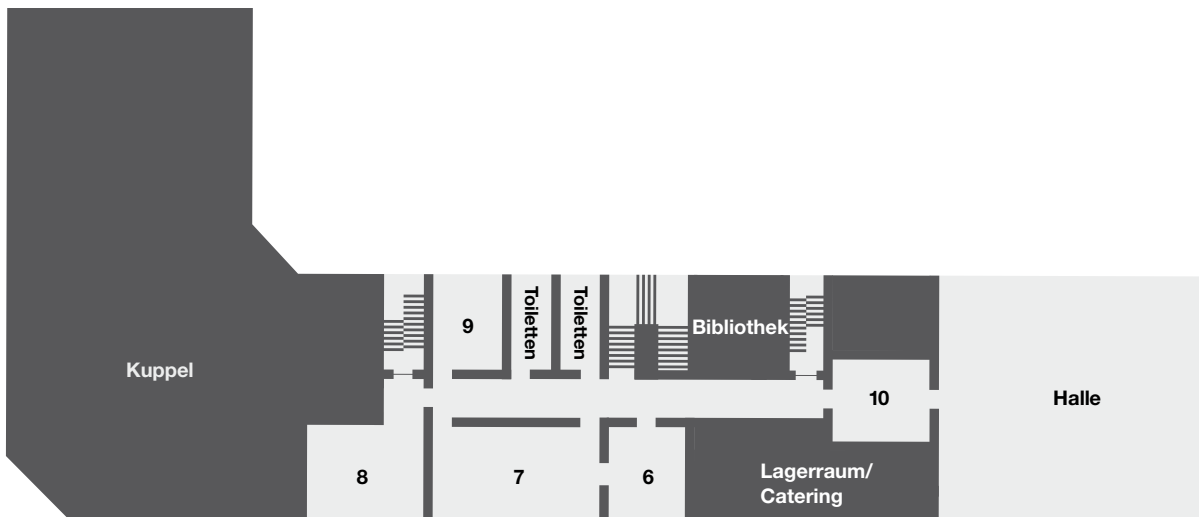 Kuppel
9
Toiletten
Toiletten
Bibliothek
10
Halle
8
7
6
Lagerraum/
Catering